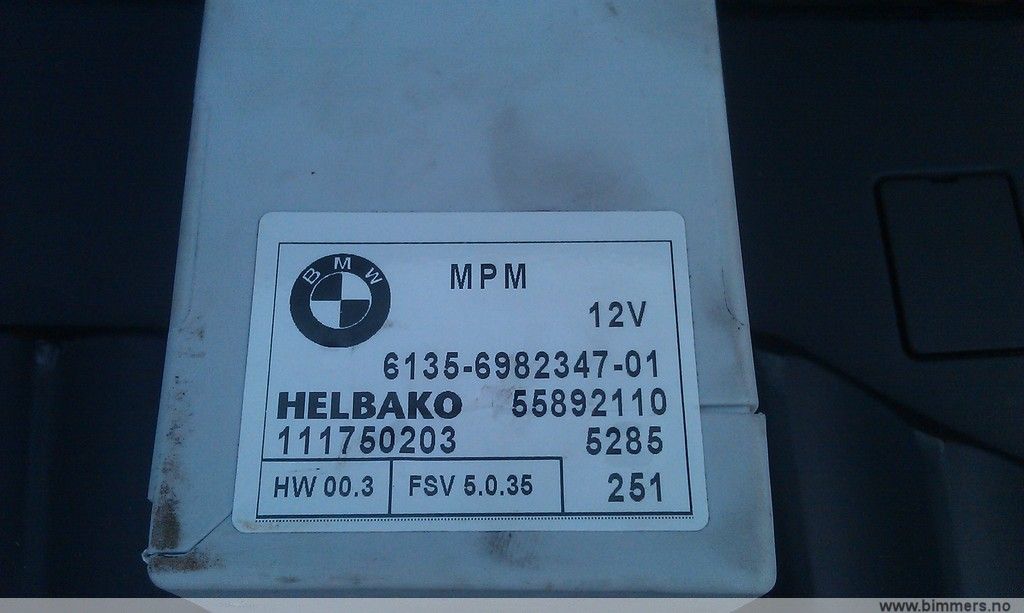 BMW
MPM
12V
6135-6982347-01
HELBAKO 55892110
111750203 5285
HW 00.3 FSV 5.0.35 251
www.bimmers.no